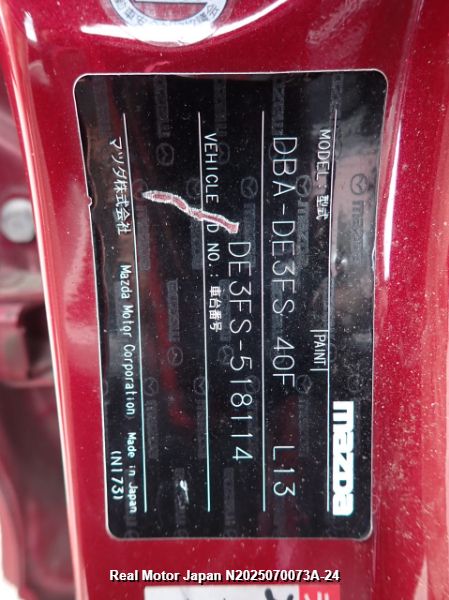 mazda
MODEL：型式 PAINT
DBA-DE3FS 40F L13
VEHICLE ID NO.：車台番号
DE3FS-518114
マツダ株式会社 Mazda Motor Corporation Made in Japan
(N173)
Real Motor Japan N2025070073A-24